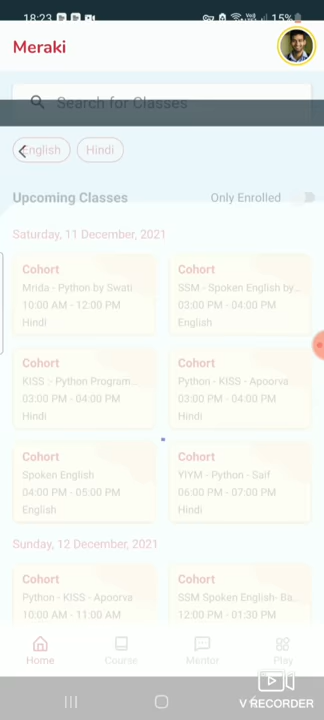 18:23 15%
Meraki
Search for Classes
English Hindi
Upcoming Classes Only Enrolled
Saturday, 11 December, 2021
Cohort
Mrida - Python by Swati
10:00 AM - 12:00 PM
Hindi
Cohort
SSM - Spoken English by...
03:00 PM - 04:00 PM
English
Cohort
KISS :- Python Program...
03:00 PM - 04:00 PM
Hindi
Cohort
Python - KISS - Apoorva
03:00 PM - 04:00 PM
Hindi
Cohort
Spoken English
04:00 PM - 05:00 PM
English
Cohort
YIYM - Python - Saif
06:00 PM - 07:00 PM
Hindi
Sunday, 12 December, 2021
Cohort
Python - KISS - Apoorva
10:00 AM - 11:00 AM
Cohort
SSM Spoken English- Ba...
12:00 PM - 01:30 PM
Home Course Mentor Play
V RECORDER